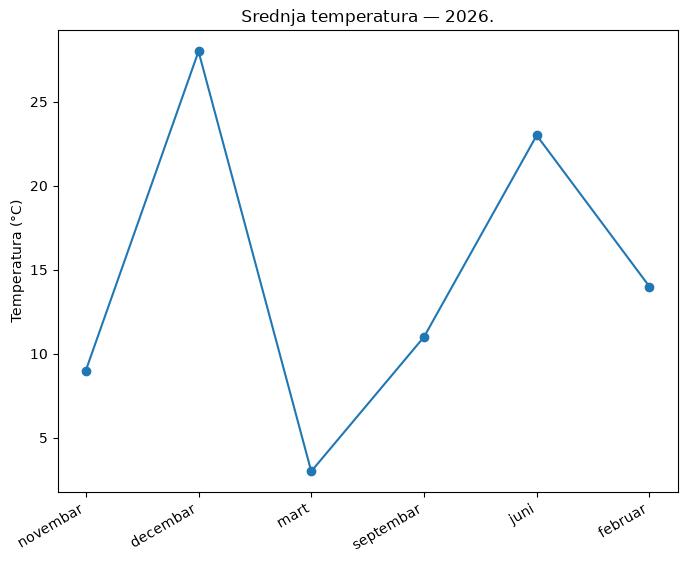 Srednja temperatura — 2026.
Temperatura (°C)
25
20
15
10
5
novembar
decembar
mart
septembar
juni
februar